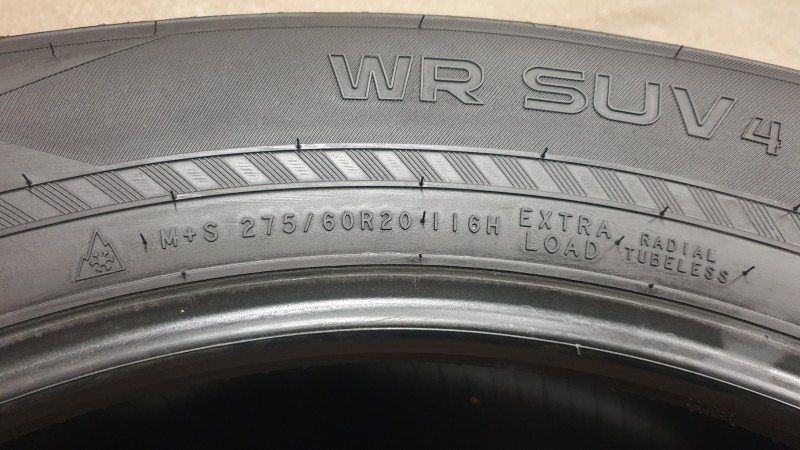 WR SUV4
M+S 275/60R20 116H EXTRA LOAD RADIAL TUBELESS